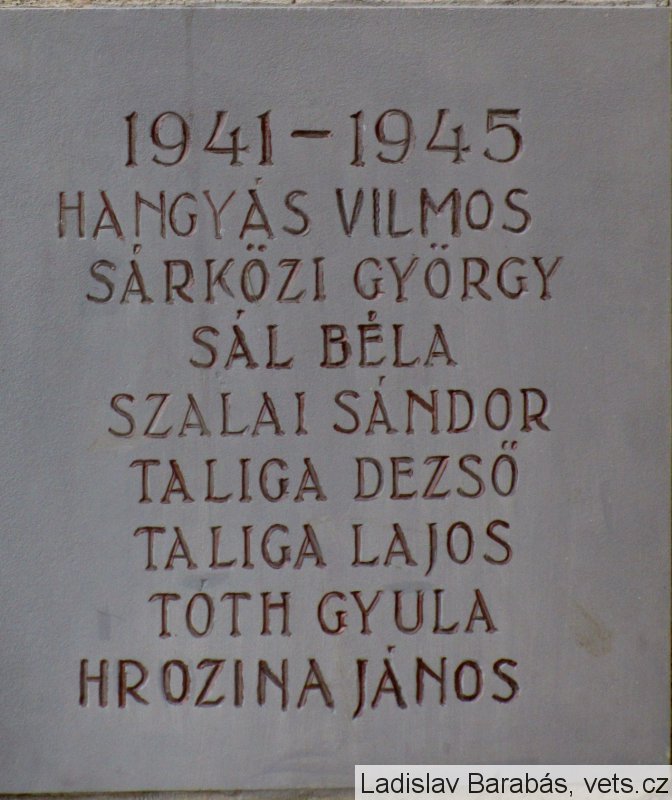 1941-1945
HANGYÁS VILMOS
SÁRKÖZI GYÖRGY
SÁL BÉLA
SZALAI SÁNDOR
TALIGA DEZSŐ
TALIGA LAJOS
TÓTH GYULA
HROZINA JÁNOS
Ladislav Barabás, vets.cz